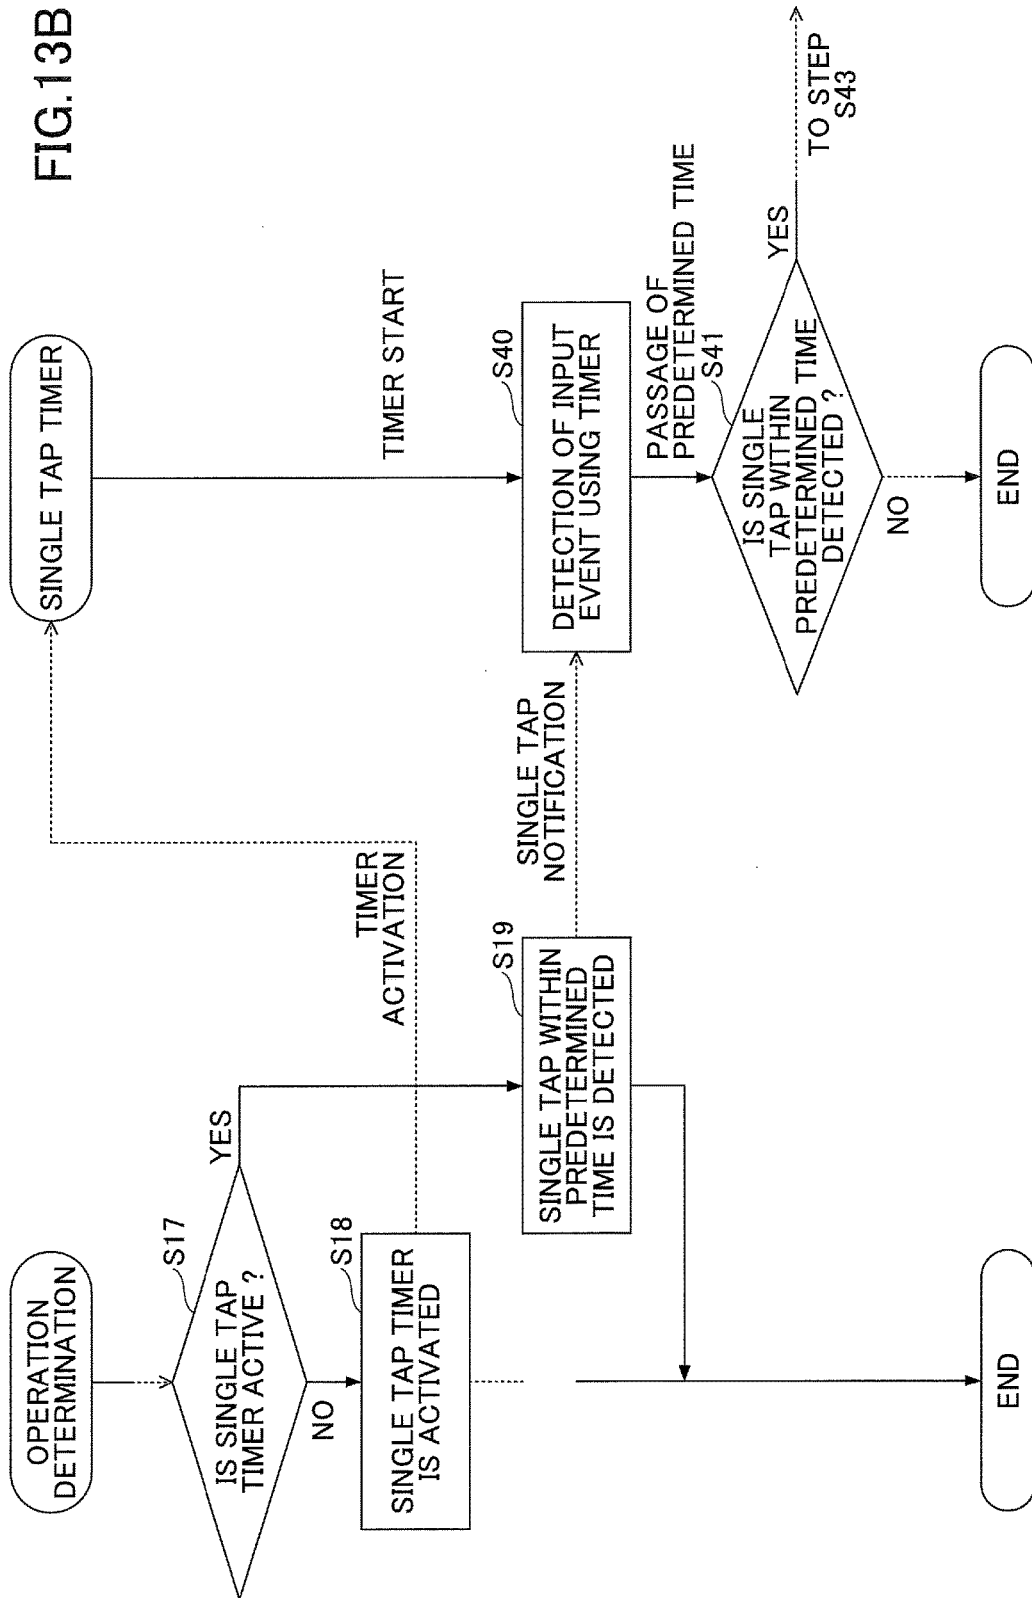 FIG.13B
OPERATION
DETERMINATION
S17
IS SINGLE TAP
TIMER ACTIVE ?
YES
NO
S18
SINGLE TAP TIMER
IS ACTIVATED
TIMER
ACTIVATION
S19
SINGLE TAP WITHIN
PREDETERMINED
TIME IS DETECTED
SINGLE TAP
NOTIFICATION
END
SINGLE TAP TIMER
TIMER START
S40
DETECTION OF INPUT
EVENT USING TIMER
PASSAGE OF
PREDETERMINED TIME
S41
IS SINGLE
TAP WITHIN
PREDETERMINED TIME
DETECTED ?
YES
TO STEP
S43
NO
END